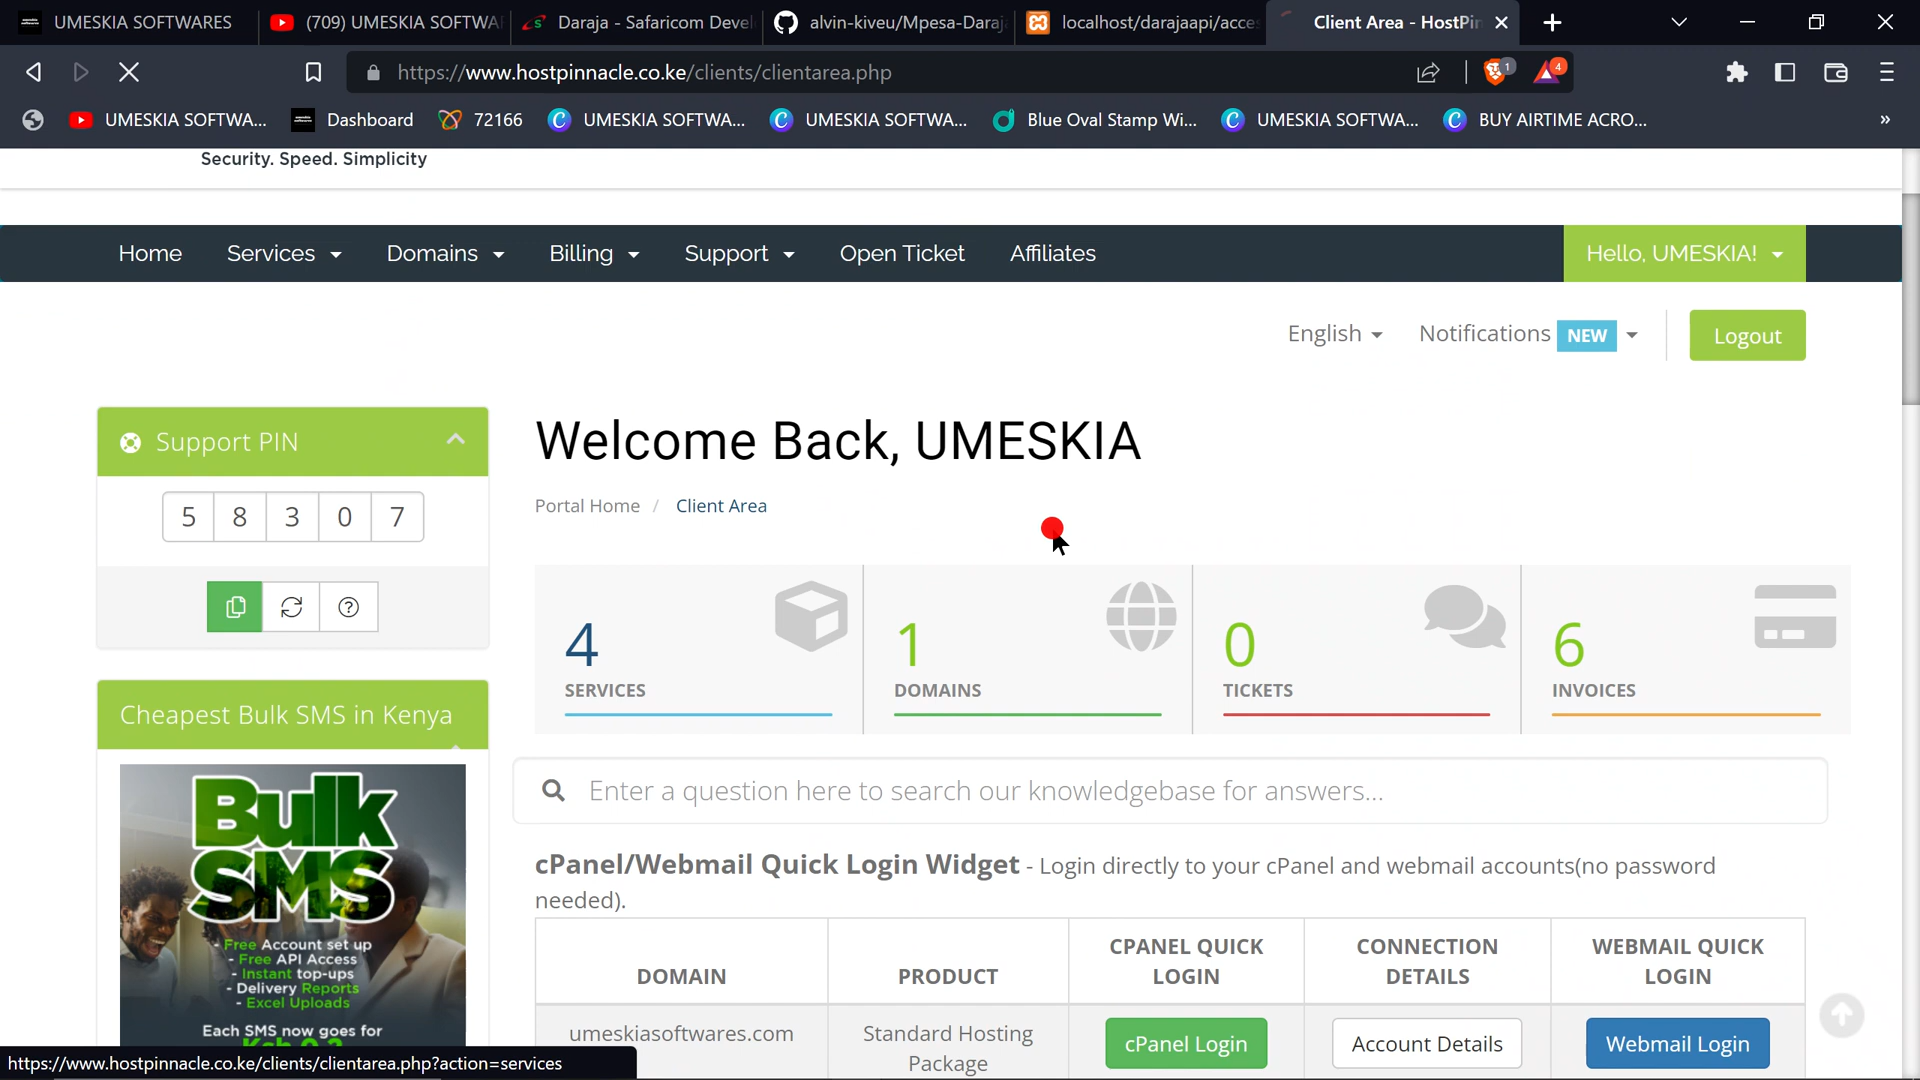 UMESKIA SOFTWARES
(709) UMESKIA SOFTWA
Daraja - Safaricom Devel
alvin-kiveu/Mpesa-Daraj
localhost/darajaapi/acce
Client Area - HostPin
https://www.hostpinnacle.co.ke/clients/clientarea.php
1
4
UMESKIA SOFTWA...
Dashboard
72166
UMESKIA SOFTWA...
UMESKIA SOFTWA...
Blue Oval Stamp Wi...
UMESKIA SOFTWA...
BUY AIRTIME ACRO...
Security. Speed. Simplicity
Home
Services
Domains
Billing
Support
Open Ticket
Affiliates
Hello, UMESKIA!
English
Notifications NEW
Logout
Support PIN
5 8 3 0 7
Cheapest Bulk SMS in Kenya
Bulk
SMS
- Free Account set up
- Free API Access
- Instant top-ups
- Delivery Reports
- Excel Uploads
Each SMS now goes for
Welcome Back, UMESKIA
Portal Home / Client Area
4
SERVICES
1
DOMAINS
0
TICKETS
6
INVOICES
Enter a question here to search our knowledgebase for answers...
cPanel/Webmail Quick Login Widget - Login directly to your cPanel and webmail accounts(no password
needed).
DOMAIN
PRODUCT
CPANEL QUICK
LOGIN
CONNECTION
DETAILS
WEBMAIL QUICK
LOGIN
umeskiasoftwares.com
Standard Hosting
Package
cPanel Login
Account Details
Webmail Login
https://www.hostpinnacle.co.ke/clients/clientarea.php?action=services